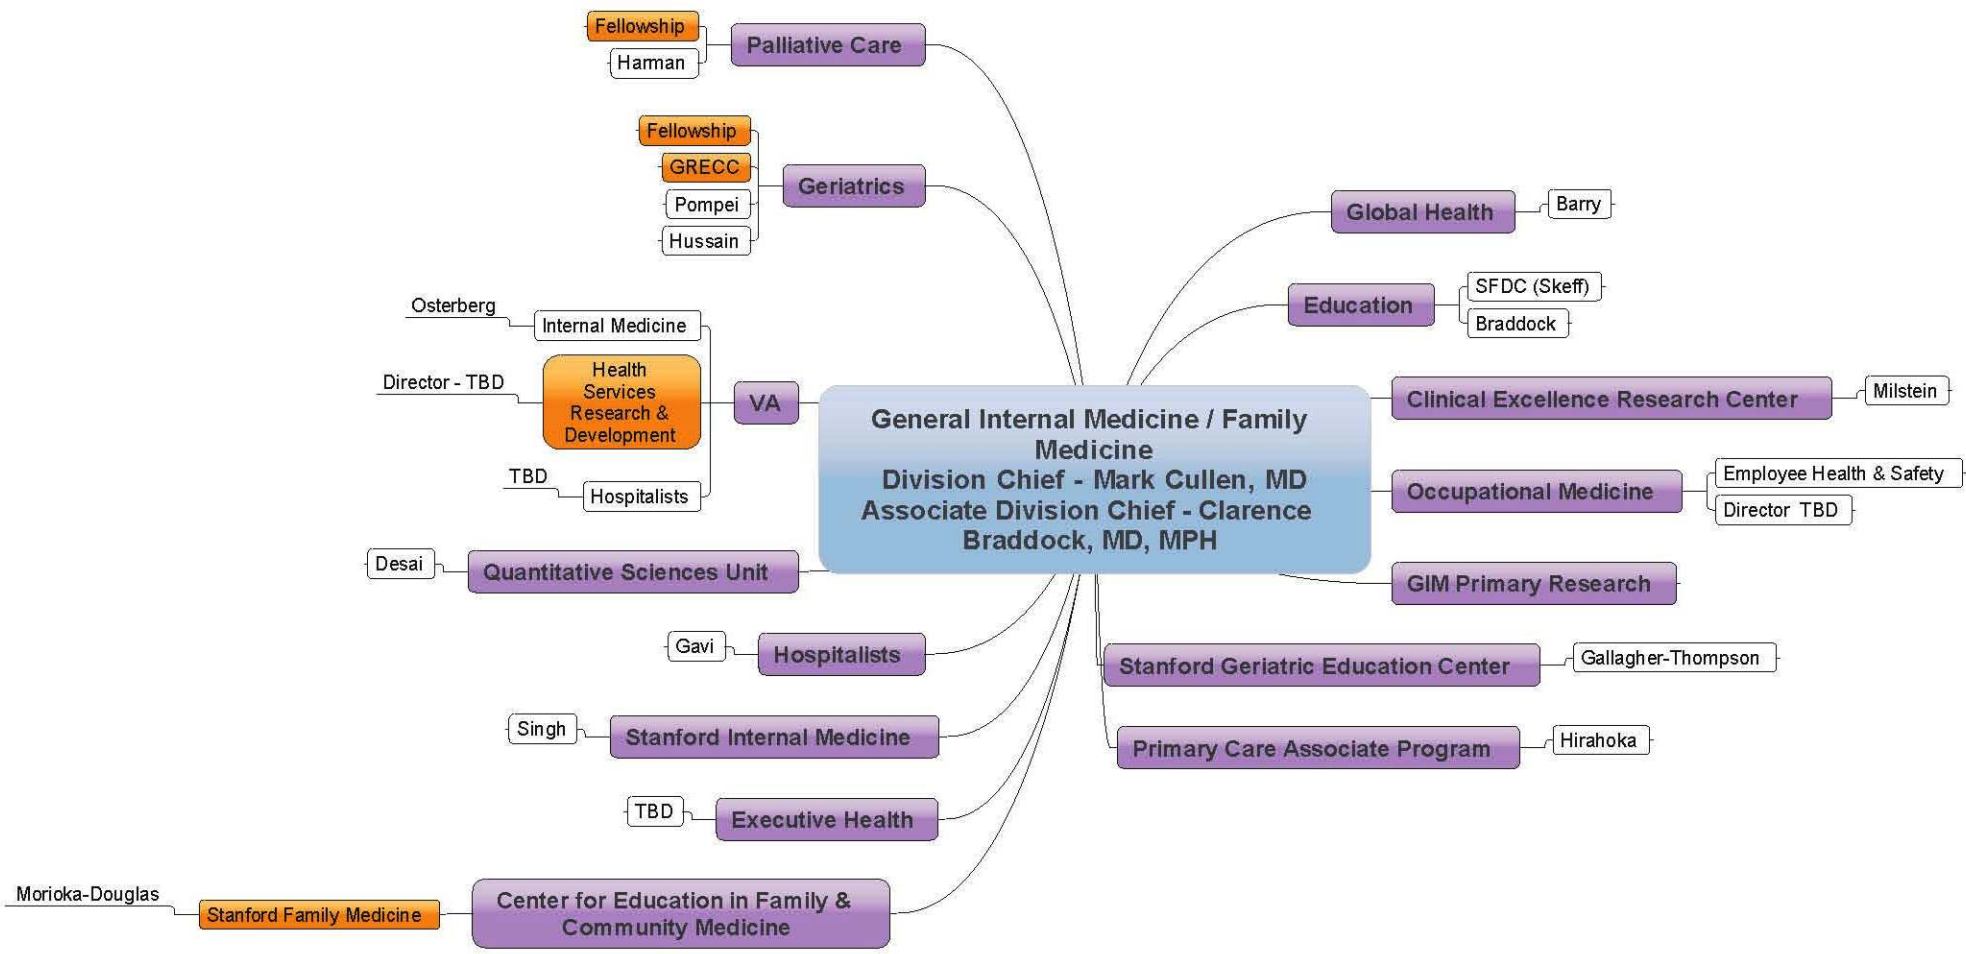 Fellowship
Harman
Palliative Care
Fellowship
GRECC
Pompei
Hussain
Geriatrics
Osterberg
Internal Medicine
Director - TBD
Health
Services
Research &
Development
TBD
Hospitalists
VA
Desai
Quantitative Sciences Unit
Gavi
Hospitalists
Singh
Stanford Internal Medicine
TBD
Executive Health
Morioka-Douglas
Stanford Family Medicine
Center for Education in Family &
Community Medicine
General Internal Medicine / Family
Medicine
Division Chief - Mark Cullen, MD
Associate Division Chief - Clarence
Braddock, MD, MPH
Global Health
Barry
Education
SFDC (Skeff)
Braddock
Clinical Excellence Research Center
Milstein
Occupational Medicine
Employee Health & Safety
Director TBD
GIM Primary Research
Stanford Geriatric Education Center
Gallagher-Thompson
Primary Care Associate Program
Hirahoka